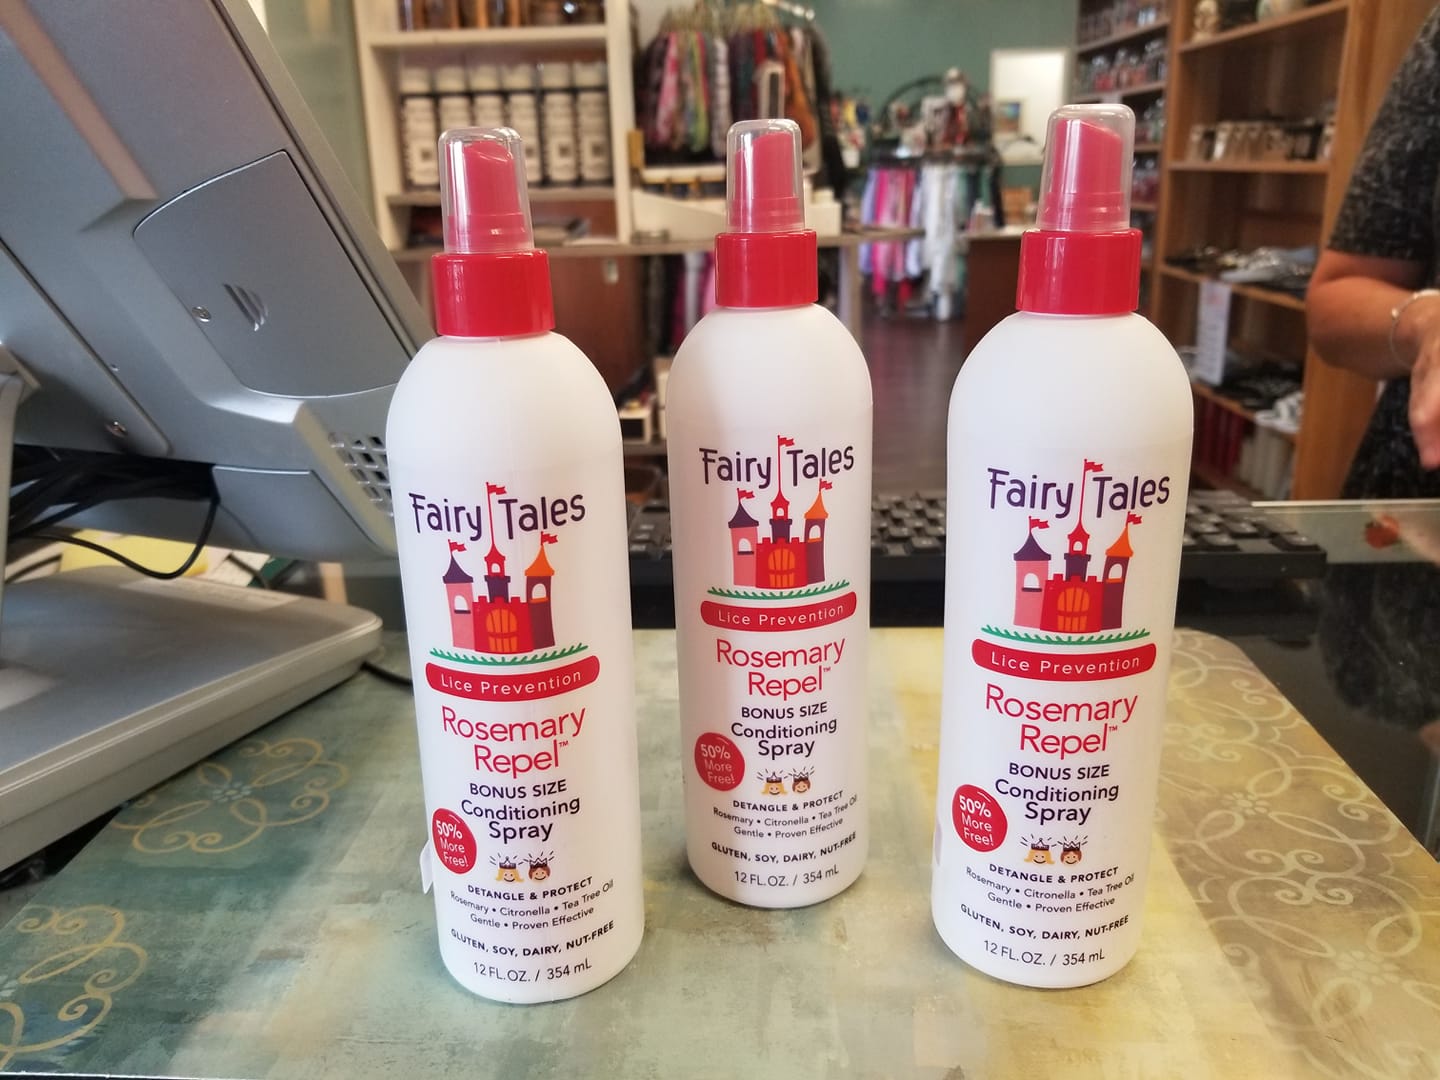 Fairy Tales
Lice Prevention
Rosemary
Repel™
BONUS SIZE
Conditioning
Spray
50%
More
Free!
DETANGLE & PROTECT
Rosemary • Citronella • Tea Tree Oil
Gentle • Proven Effective
GLUTEN, SOY, DAIRY, NUT-FREE
12 FL.OZ. / 354 mL
Fairy Tales
Lice Prevention
Rosemary
Repel™
BONUS SIZE
Conditioning
Spray
50%
More
Free!
DETANGLE & PROTECT
Rosemary • Citronella • Tea Tree Oil
Gentle • Proven Effective
GLUTEN, SOY, DAIRY, NUT-FREE
12 FL.OZ. / 354 mL
Fairy Tales
Lice Prevention
Rosemary
Repel™
BONUS SIZE
Conditioning
Spray
50%
More
Free!
DETANGLE & PROTECT
Rosemary • Citronella • Tea Tree Oil
Gentle • Proven Effective
GLUTEN, SOY, DAIRY, NUT-FREE
12 FL.OZ. / 354 mL